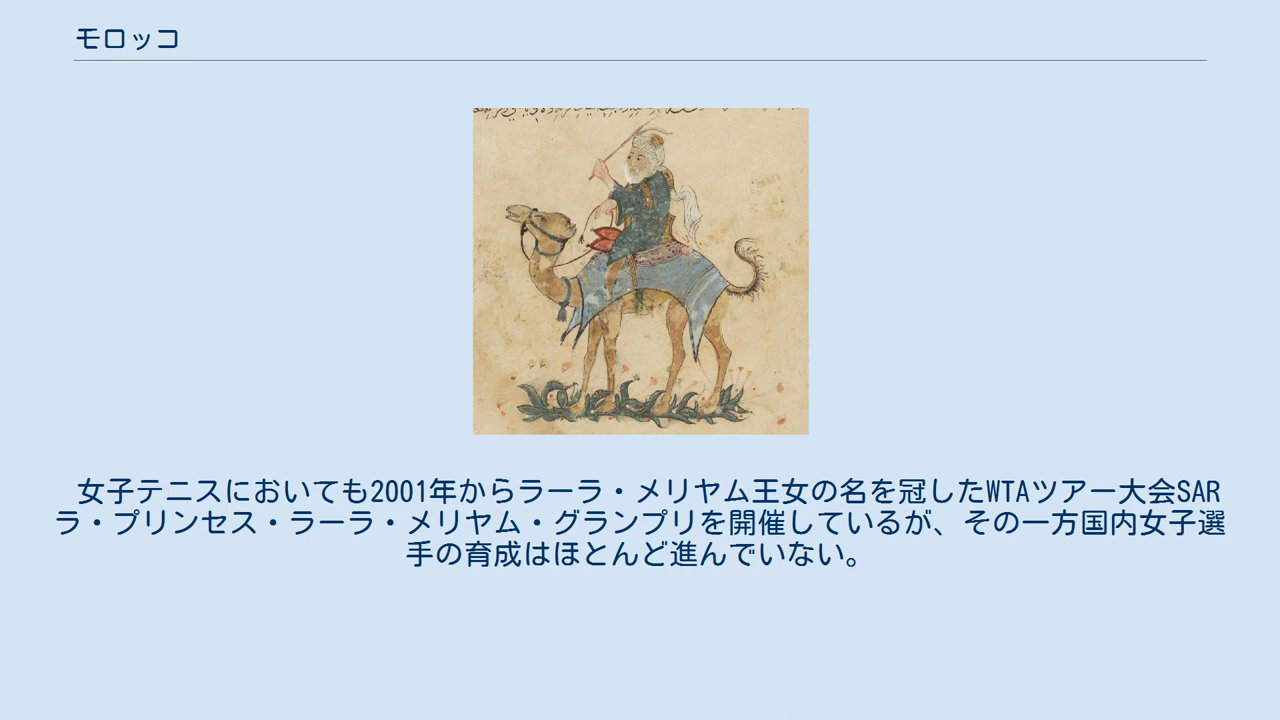 モロッコ
女子テニスにおいても2001年からラーラ・メリヤム王女の名を冠したWTAツアー大会SAR
ラ・プリンセス・ラーラ・メリヤム・グランプリを開催しているが、その一方国内女子選
手の育成はほとんど進んでいない。